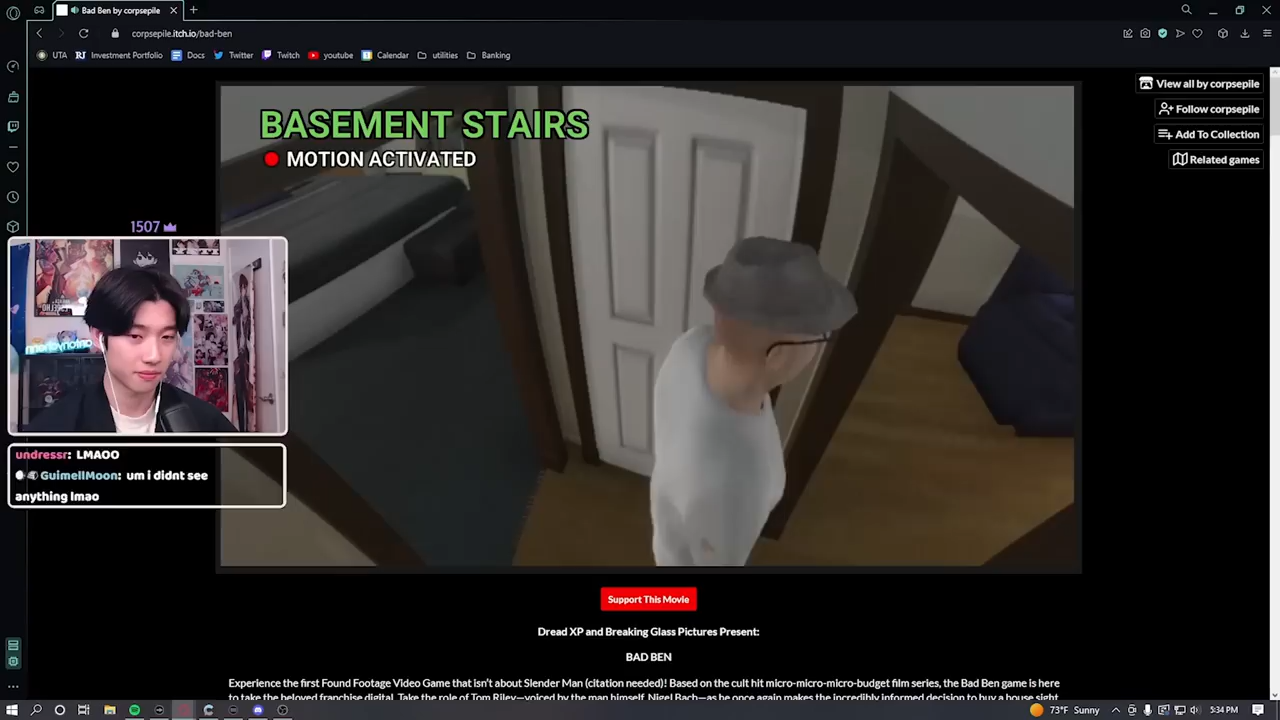 Bad Ben by corpsepile
corpsepile.itch.io/bad-ben
UTA Investment Portfolio Docs Twitter Twitch youtube Calendar utilities Banking
View all by corpsepile
Follow corpsepile
Add To Collection
Related games
BASEMENT STAIRS
MOTION ACTIVATED
1507
undressr: LMAOO
GuimellMoon: um i didnt see
anything lmao
Support This Movie
Dread XP and Breaking Glass Pictures Present:
BAD BEN
Experience the first Found Footage Video Game that isn't about Slender Man (citation needed)! Based on the cult hit micro-micro-micro-budget film series, the Bad Ben game is here
to take the beloved franchise digital. Take the role of Tom Riley—voiced by the man himself, Nigel Bach—as he once again makes the incredibly informed decision to buy a house sight
73°F Sunny
5:34 PM